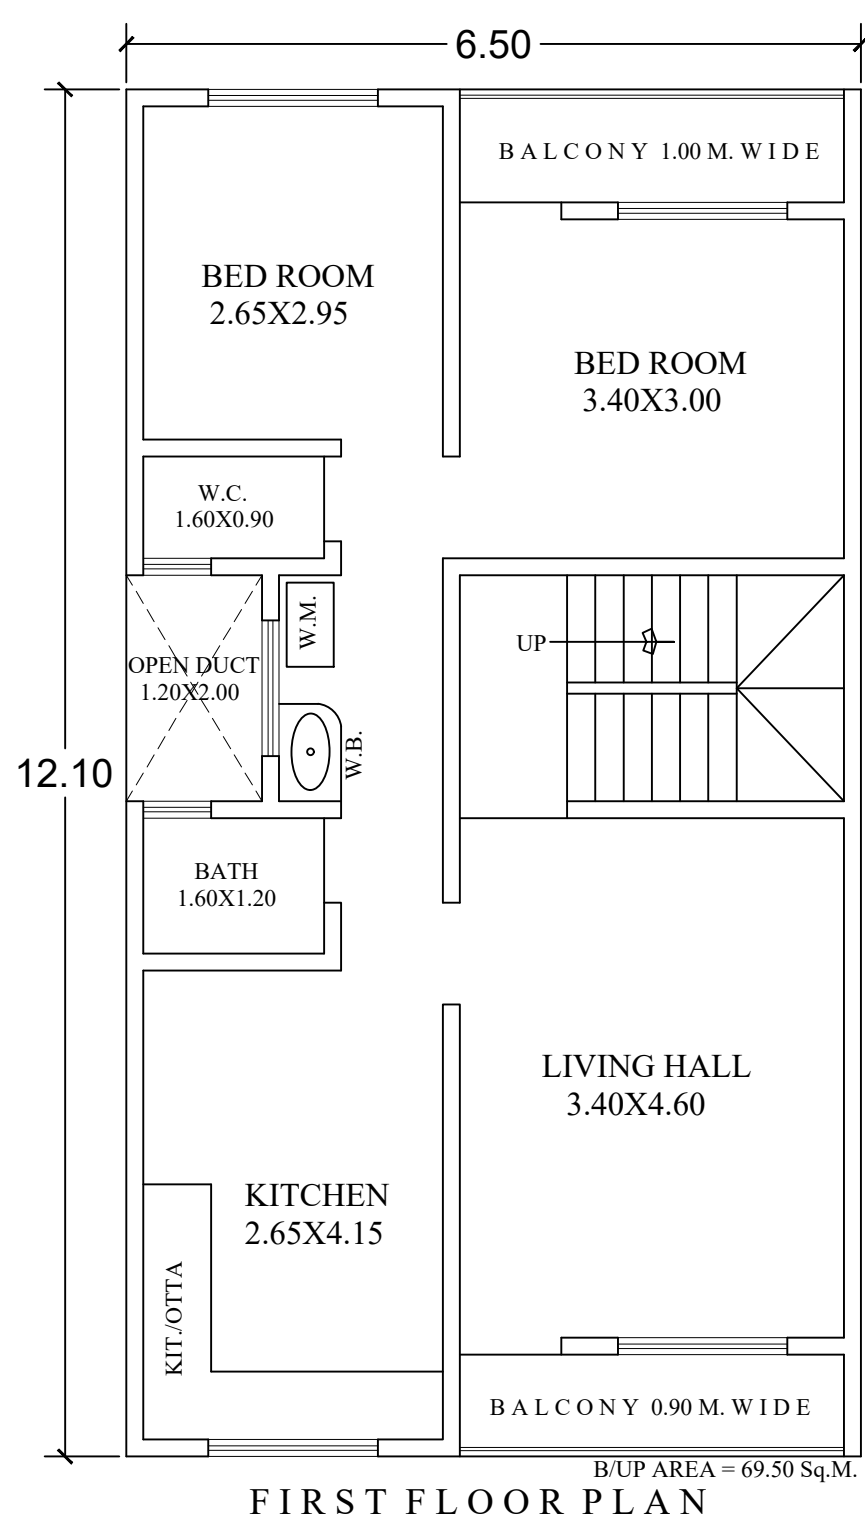 6.50
BALCONY 1.00 M. WIDE
BED ROOM
2.65X2.95
BED ROOM
3.40X3.00
W.C.
1.60X0.90
W.M.
UP
OPEN DUCT
1.20X2.00
W.B.
12.10
BATH
1.60X1.20
LIVING HALL
3.40X4.60
KITCHEN
2.65X4.15
KIT./OTTA
BALCONY 0.90 M. WIDE
B/UP AREA = 69.50 Sq.M.
FIRST FLOOR PLAN